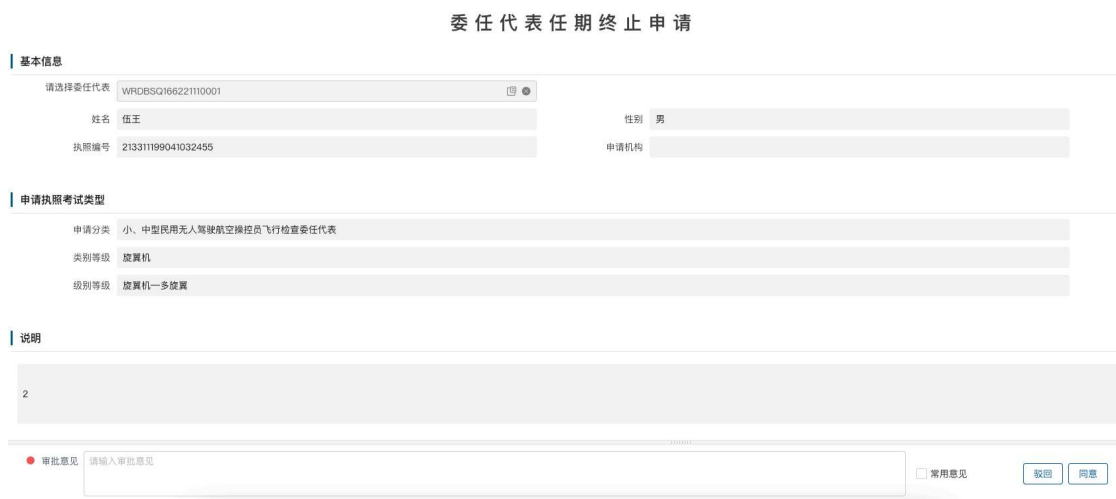 委任代表任期终止申请
基本信息
请选择委任代表 WRDBSQ166221110001
姓名 伍王 性别 男
执照编号 213311199041032455 申请机构
申请执照考试类型
申请分类 小、中型民用无人驾驶航空操控员飞行检查委任代表
类别等级 旋翼机
级别等级 旋翼机—多旋翼
说明
2
审批意见 请输入审批意见 常用意见 驳回 同意